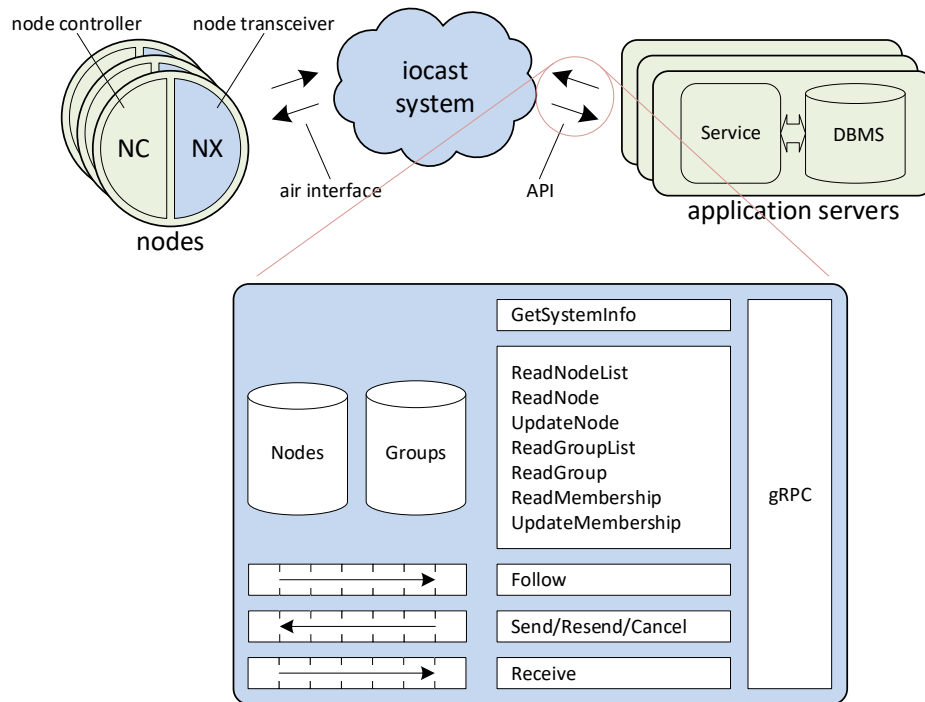 node controller
node transceiver
NC
NX
nodes
iocast
system
air interface
API
Service
DBMS
application servers
GetSystemInfo
ReadNodeList
ReadNode
UpdateNode
ReadGroupList
ReadGroup
ReadMembership
UpdateMembership
Nodes
Groups
gRPC
Follow
Send/Resend/Cancel
Receive